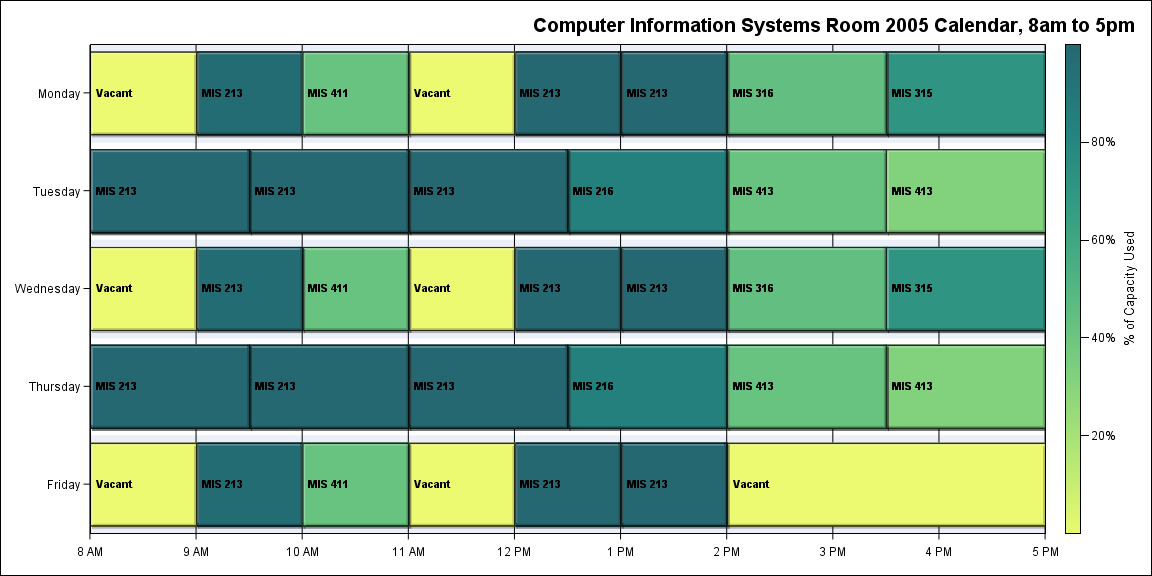 Computer Information Systems Room 2005 Calendar, 8am to 5pm
Monday
Vacant
MIS 213
MIS 411
Vacant
MIS 213
MIS 213
MIS 316
MIS 315
Tuesday
MIS 213
MIS 213
MIS 213
MIS 216
MIS 413
MIS 413
Wednesday
Vacant
MIS 213
MIS 411
Vacant
MIS 213
MIS 213
MIS 316
MIS 315
Thursday
MIS 213
MIS 213
MIS 213
MIS 216
MIS 413
MIS 413
Friday
Vacant
MIS 213
MIS 411
Vacant
MIS 213
MIS 213
Vacant
8 AM
9 AM
10 AM
11 AM
12 PM
1 PM
2 PM
3 PM
4 PM
5 PM
80%
60%
40%
20%
% of Capacity Used